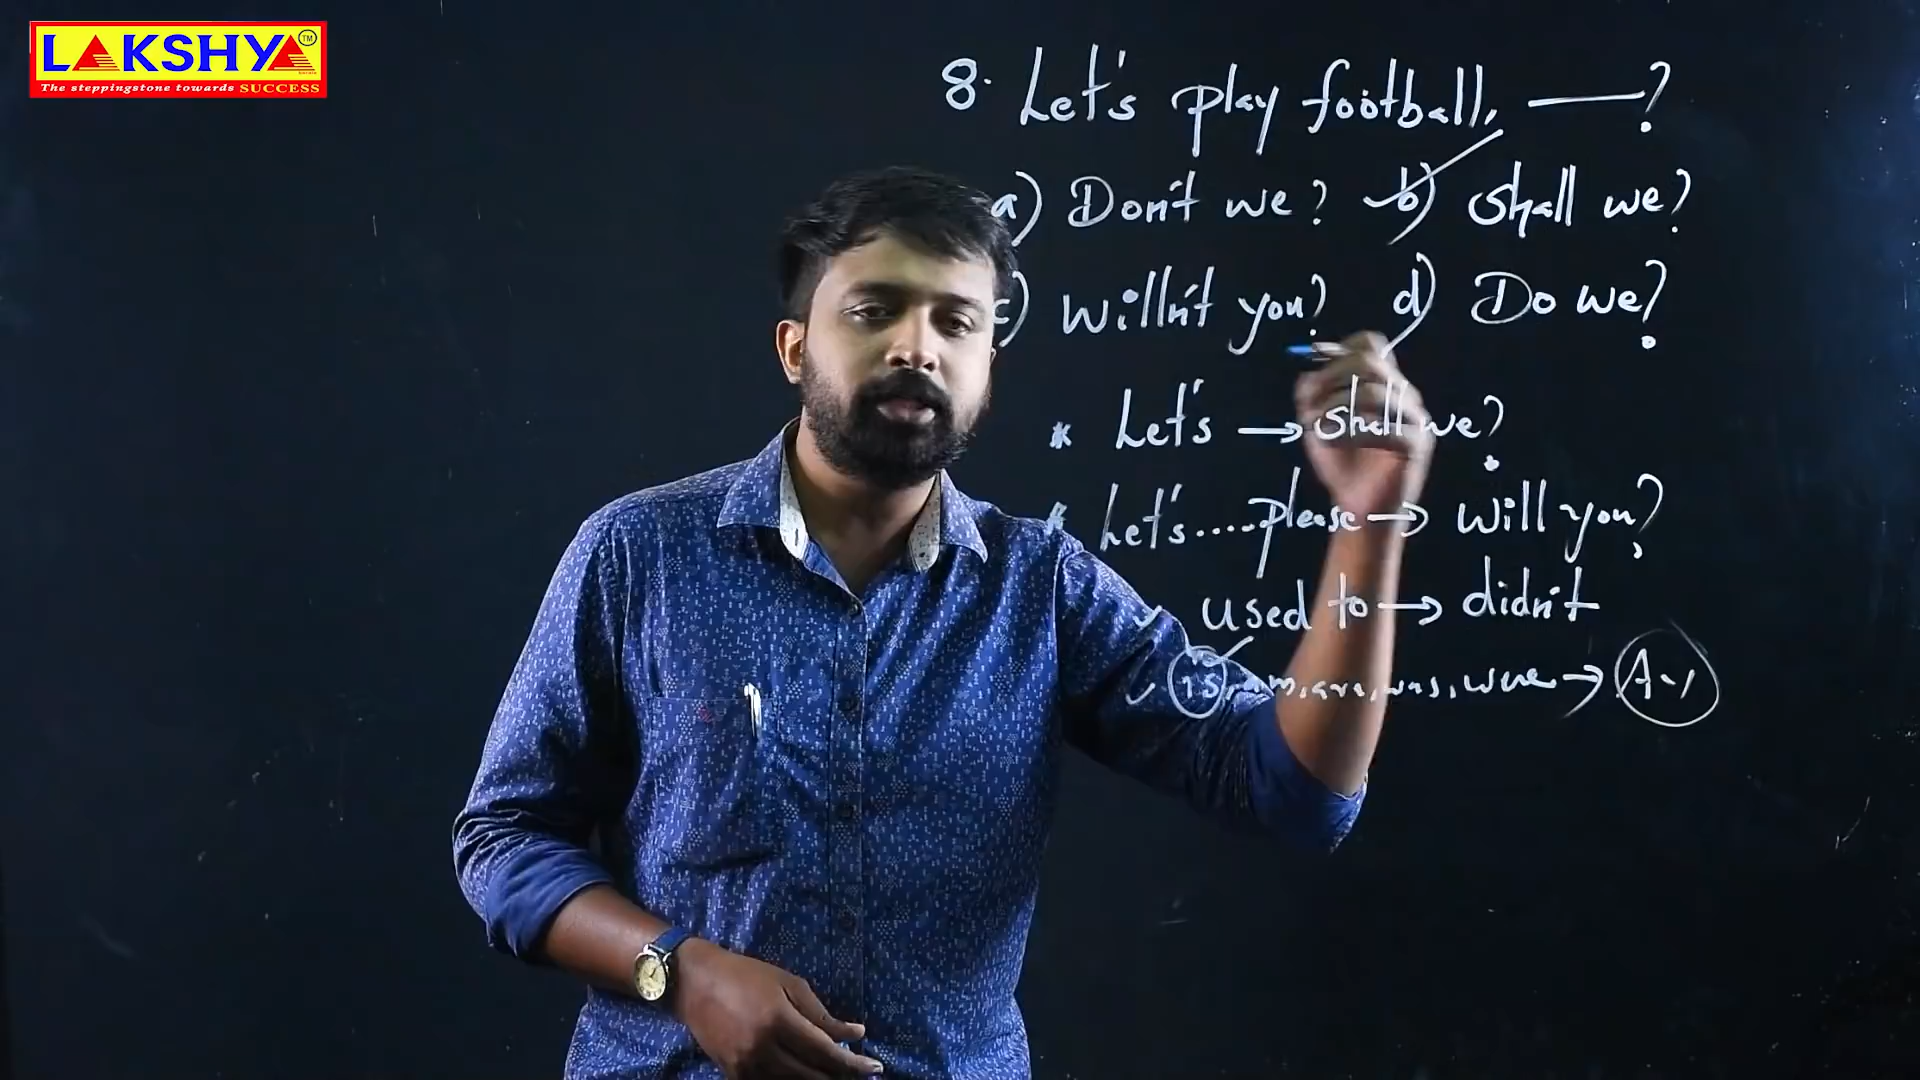 LAKSHYA TM
The steppingstone towards SUCCESS
8. Let's play football, ——?
a) Don't we? b) Shall we?
c) Willn't you? d) Do we?
* Let's → shall we?
* Let's.....please → will you?
used to → didn't
is, am, are, was, were → A-1